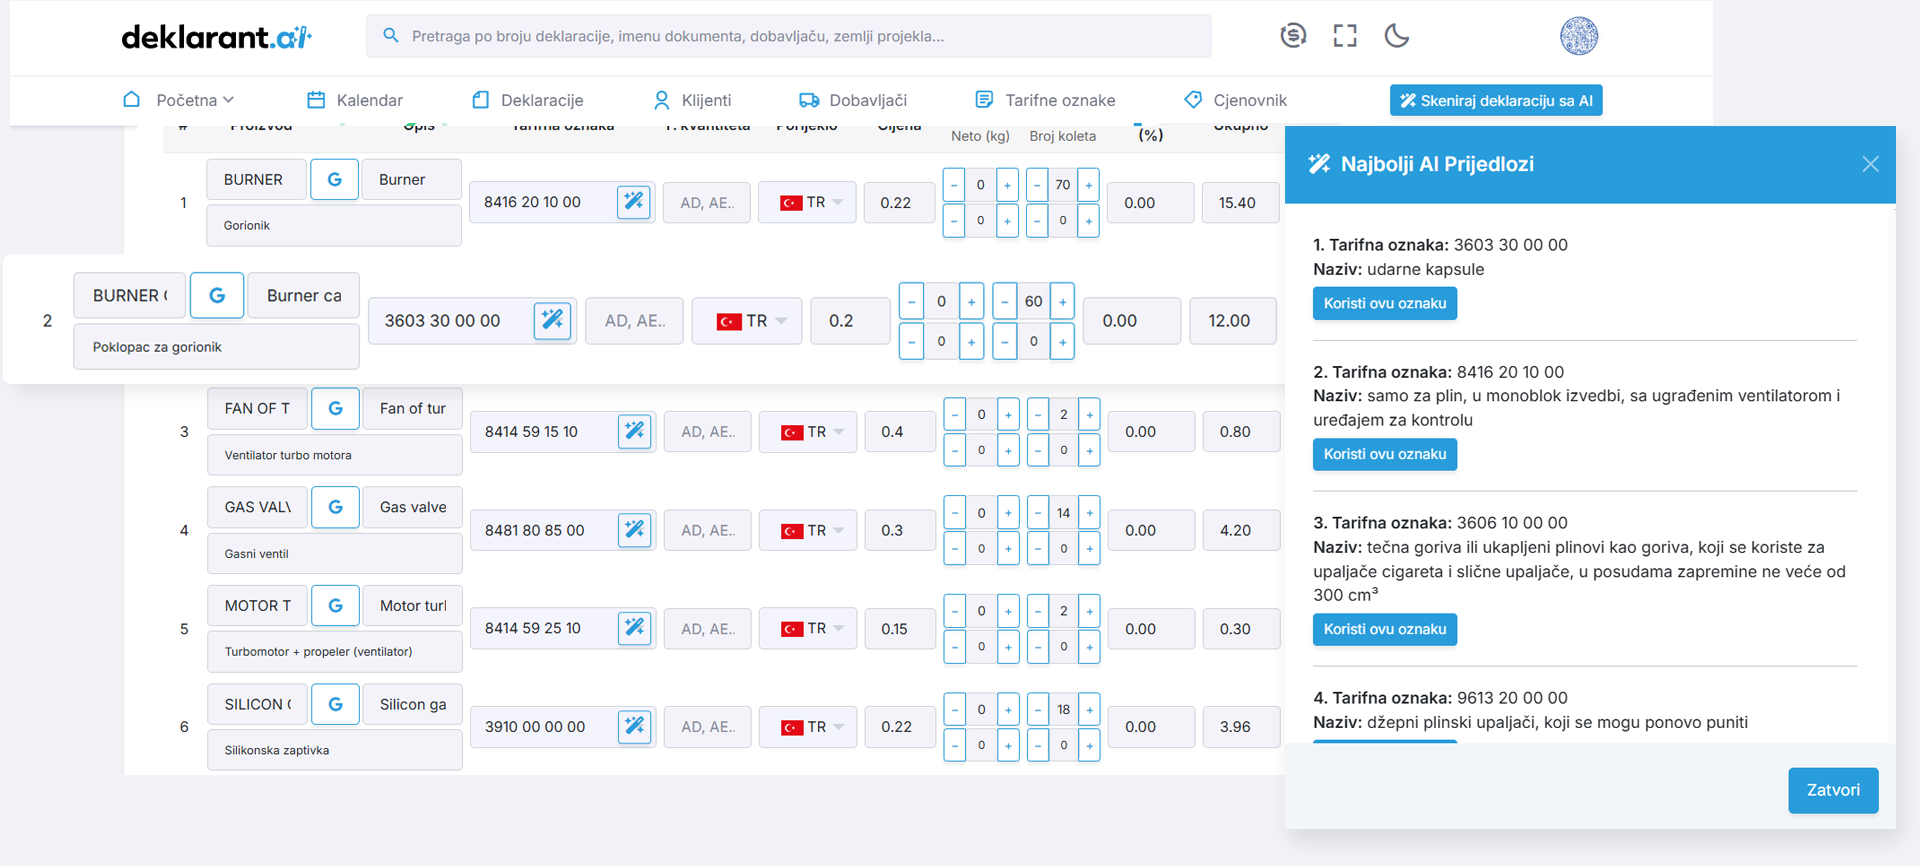 deklarant.ai
Pretraga po broju deklaracije, imenu dokumenta, dobavljaču, zemlji projekla...
Početna
Kalendar
Deklaracije
Klijenti
Dobavljači
Tarifne oznake
Cjenovnik
Skeniraj deklaraciju sa AI
# Proizvod Opis Tarifna oznaka T. kvantiteta Porijeklo Cijena Neto (kg) Broj koleta (%) Ukupno
1 BURNER G Burner 8416 20 10 00 AD, AE.. TR 0.22 - 0 + - 70 + 0.00 15.40
Gorionik - 0 + - 0 +
2 BURNER G Burner ca 3603 30 00 00 AD, AE.. TR 0.2 - 0 + - 60 + 0.00 12.00
Poklopac za gorionik - 0 + - 0 +
3 FAN OF T G Fan of tur 8414 59 15 10 AD, AE.. TR 0.4 - 0 + - 2 + 0.00 0.80
Ventilator turbo motora - 0 + - 0 +
4 GAS VAL G Gas valve 8481 80 85 00 AD, AE.. TR 0.3 - 0 + - 14 + 0.00 4.20
Gasni ventil - 0 + - 0 +
5 MOTOR T G Motor turl 8414 59 25 10 AD, AE.. TR 0.15 - 0 + - 2 + 0.00 0.30
Turbomotor + propeler (ventilator) - 0 + - 0 +
6 SILICON G Silicon ga 3910 00 00 00 AD, AE.. TR 0.22 - 0 + - 18 + 0.00 3.96
Silikonska zaptivka - 0 + - 0 +
Najbolji AI Prijedlozi
1. Tarifna oznaka: 3603 30 00 00
Naziv: udarne kapsule
Koristi ovu oznaku
2. Tarifna oznaka: 8416 20 10 00
Naziv: samo za plin, u monoblok izvedbi, sa ugrađenim ventilatorom i
uređajem za kontrolu
Koristi ovu oznaku
3. Tarifna oznaka: 3606 10 00 00
Naziv: tečna goriva ili ukapljeni plinovi kao goriva, koji se koriste za
upaljače cigareta i slične upaljače, u posudama zapremine ne veće od
300 cm³
Koristi ovu oznaku
4. Tarifna oznaka: 9613 20 00 00
Naziv: džepni plinski upaljači, koji se mogu ponovo puniti
Zatvori